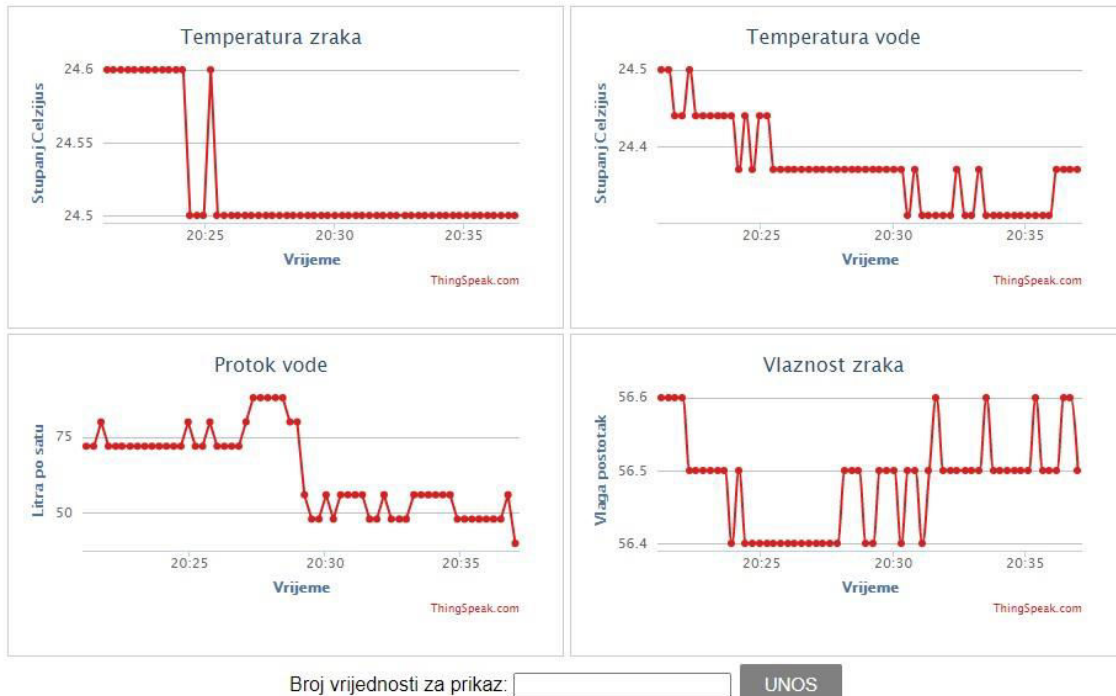 Temperatura zraka
Stupanj Celzijus
24.6
24.55
24.5
20:25 20:30 20:35
Vrijeme
ThingSpeak.com
Temperatura vode
Stupanj Celzijus
24.5
24.4
20:25 20:30 20:35
Vrijeme
ThingSpeak.com
Protok vode
Litra po satu
75
50
20:25 20:30 20:35
Vrijeme
ThingSpeak.com
Vlaznost zraka
Vlaga postotak
56.6
56.5
56.4
20:25 20:30 20:35
Vrijeme
ThingSpeak.com
Broj vrijednosti za prikaz: UNOS